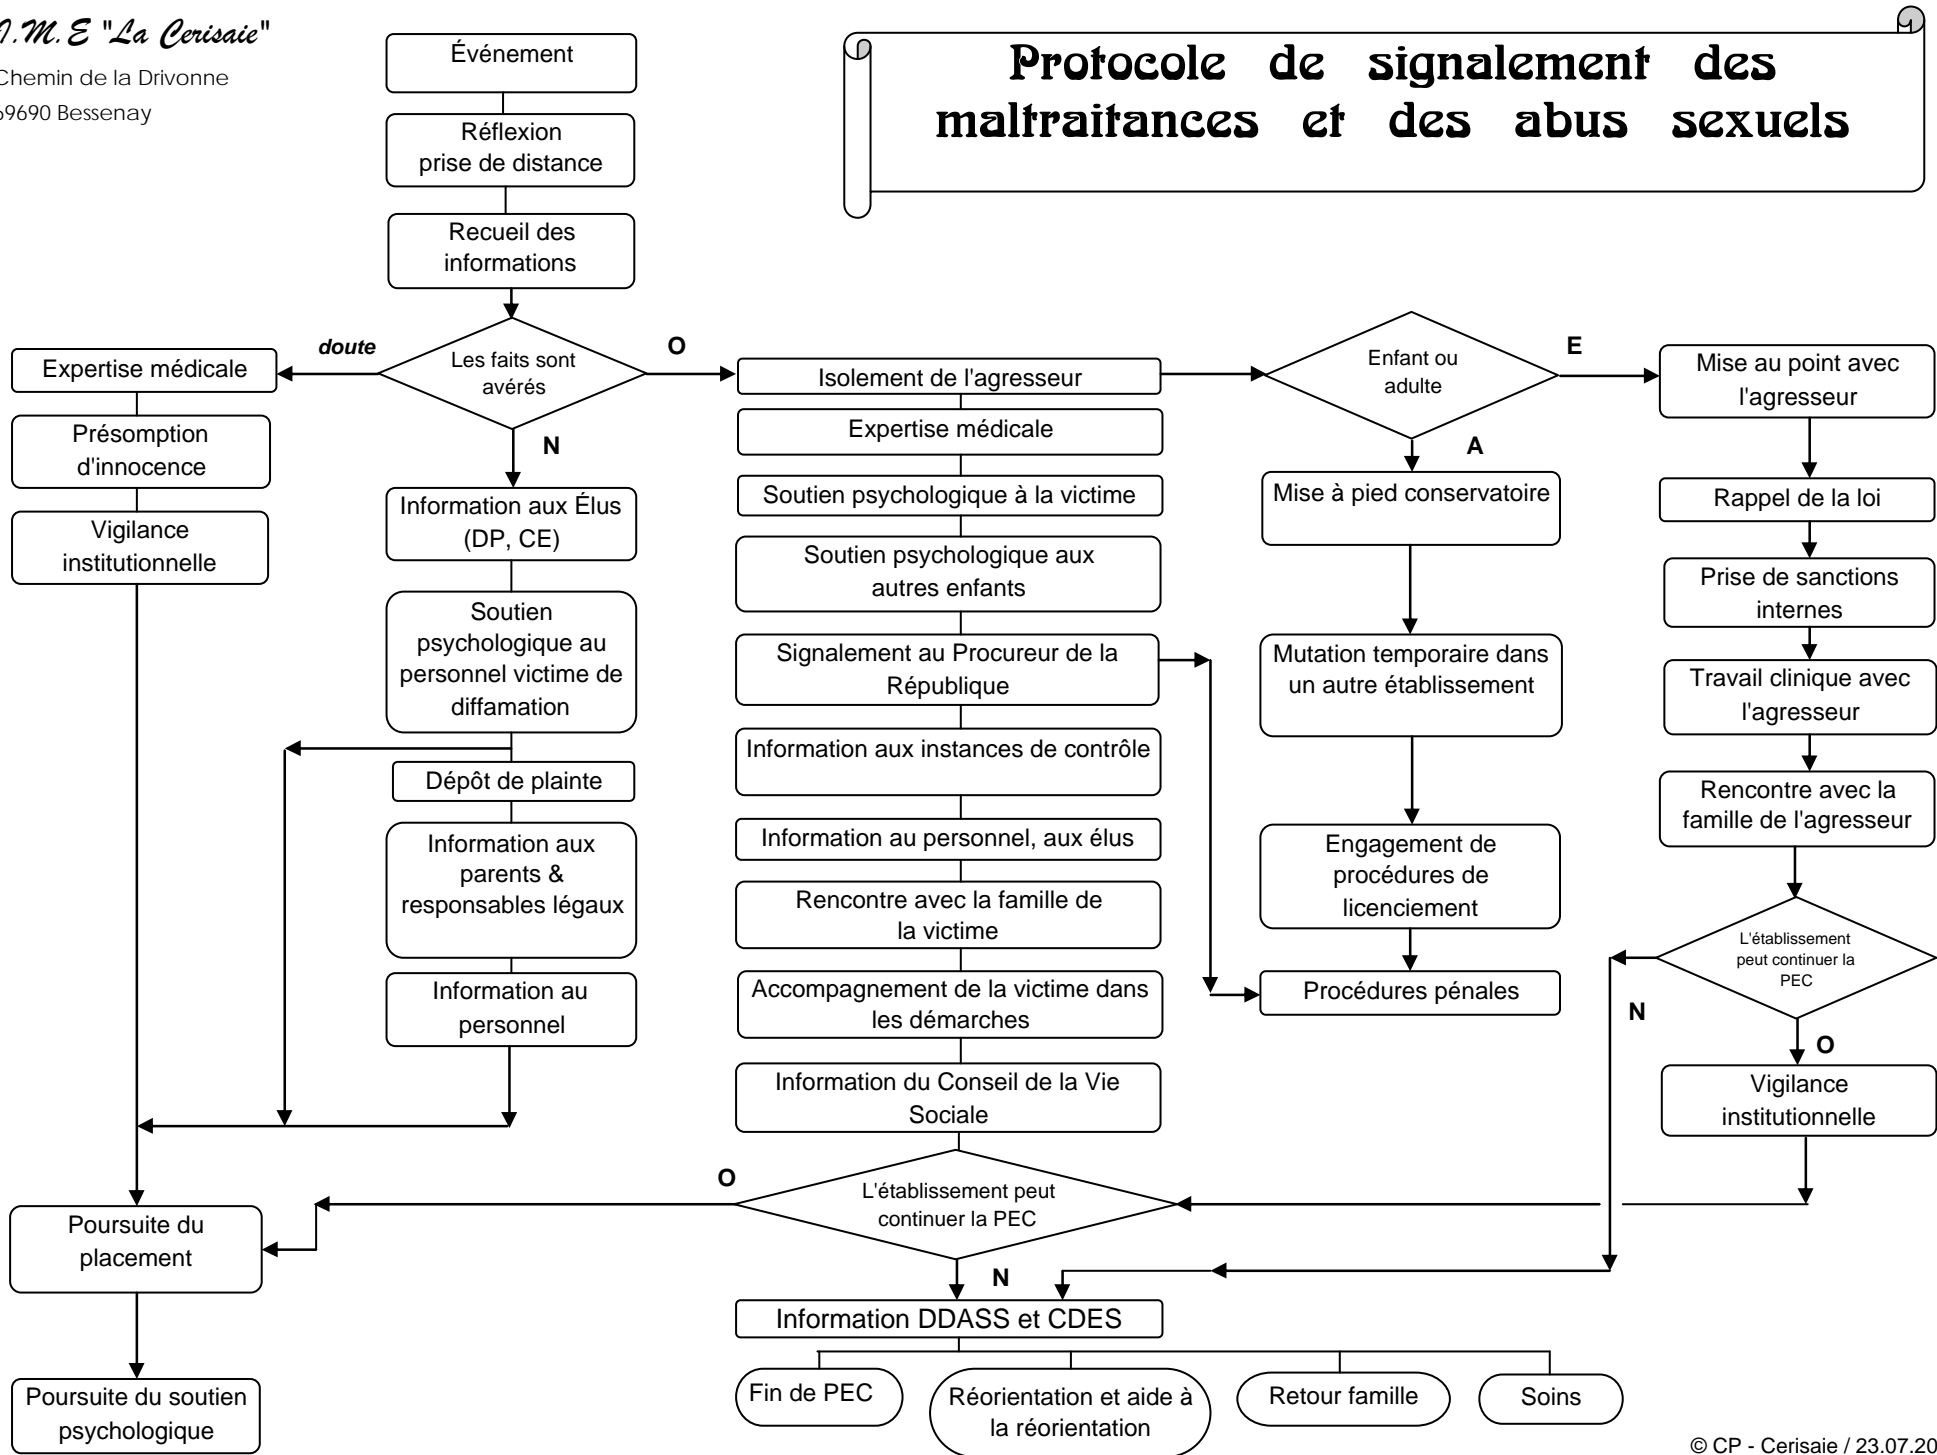 I.M.E "La Cerisaie"
Chemin de la Drivonne
69690 Bessenay
Protocole de signalement des
maltraitances et des abus sexuels
Événement
Réflexion
prise de distance
Recueil des
informations
Les faits sont
avérés
doute
O
N
Expertise médicale
Présomption
d'innocence
Vigilance
institutionnelle
Information aux Élus
(DP, CE)
Soutien
psychologique au
personnel victime de
diffamation
Dépôt de plainte
Information aux
parents &
responsables légaux
Information au
personnel
Isolement de l'agresseur
Expertise médicale
Soutien psychologique à la victime
Soutien psychologique aux
autres enfants
Signalement au Procureur de la
République
Information aux instances de contrôle
Information au personnel, aux élus
Rencontre avec la famille de
la victime
Accompagnement de la victime dans
les démarches
Information du Conseil de la Vie
Sociale
Enfant ou
adulte
E
A
Mise à pied conservatoire
Mutation temporaire dans
un autre établissement
Engagement de
procédures de
licenciement
Procédures pénales
Mise au point avec
l'agresseur
Rappel de la loi
Prise de sanctions
internes
Travail clinique avec
l'agresseur
Rencontre avec la
famille de l'agresseur
L'établissement
peut continuer la
PEC
N
O
Vigilance
institutionnelle
L'établissement peut
continuer la PEC
O
N
Poursuite du
placement
Poursuite du soutien
psychologique
Information DDASS et CDES
Fin de PEC
Réorientation et aide à
la réorientation
Retour famille
Soins
© CP - Cerisaie / 23.07.20